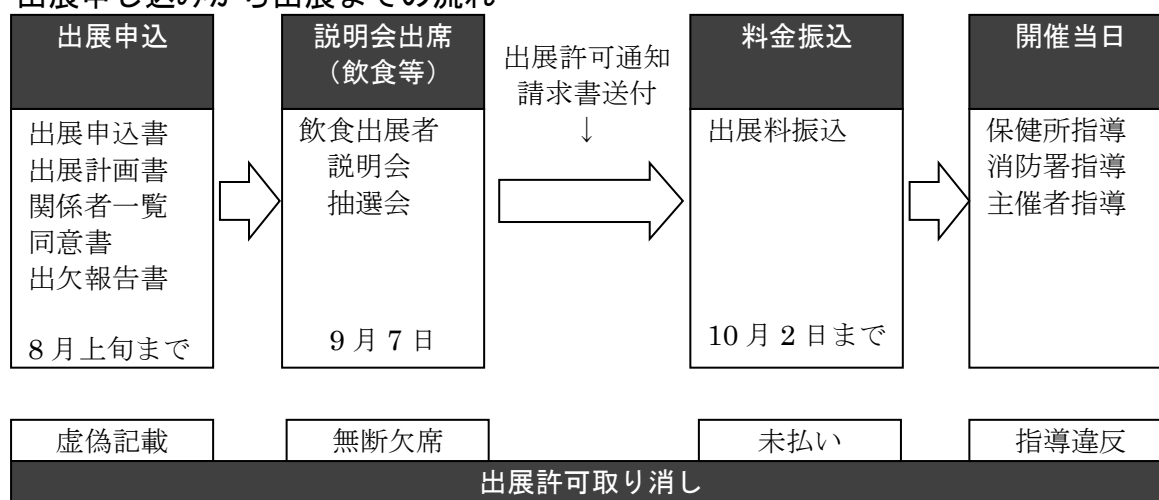 出展申し込みから出展までの流れ
出展申込
出展申込書
出展計画書
関係者一覧
同意書
出欠報告書
8月上旬まで
説明会出席
（飲食等）
飲食出展者
説明会
抽選会
9月7日
出展許可通知
請求書送付
↓
料金振込
出展料振込
10月2日まで
開催当日
保健所指導
消防署指導
主催者指導
虚偽記載
無断欠席
未払い
指導違反
出展許可取り消し